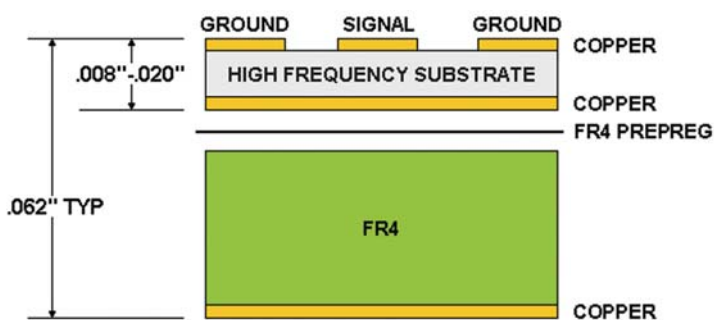 GROUND SIGNAL GROUND
COPPER
.008"-.020"
HIGH FREQUENCY SUBSTRATE
COPPER
FR4 PREPREG
.062" TYP
FR4
COPPER